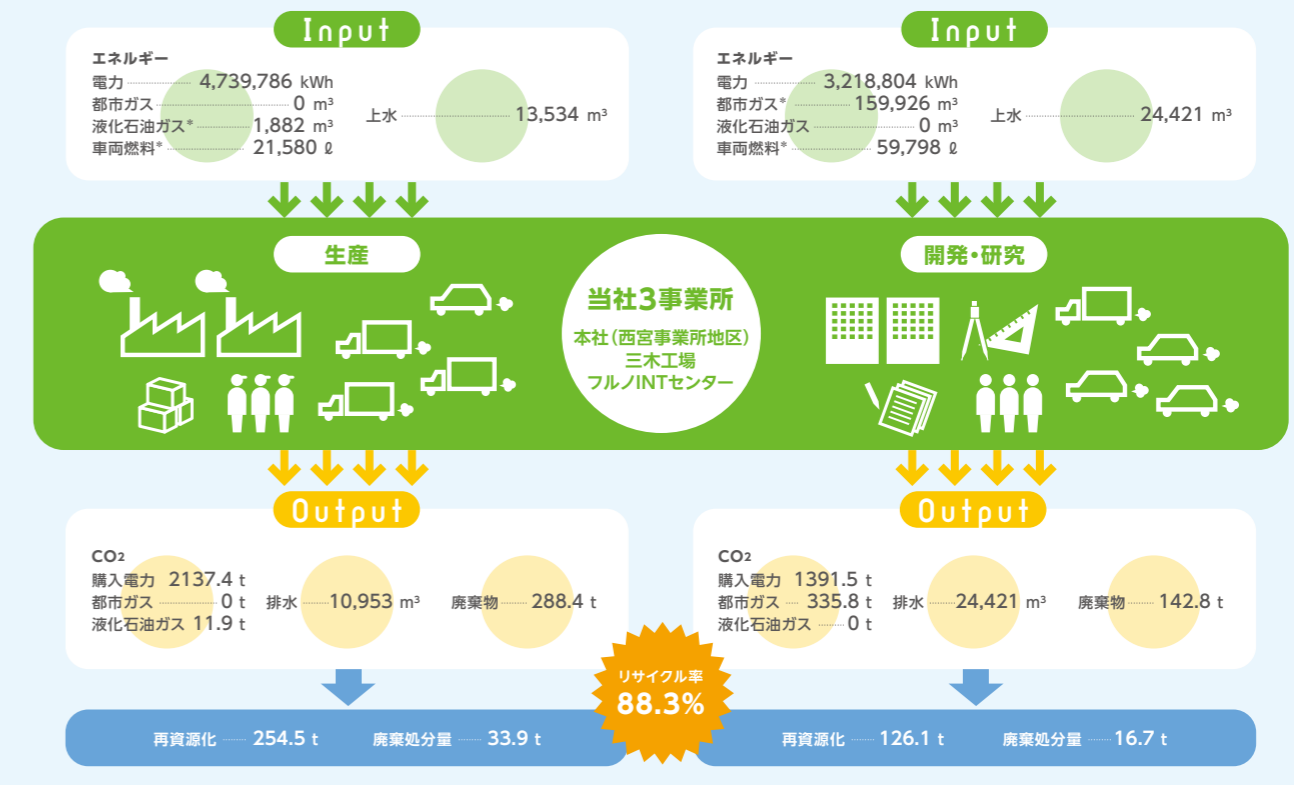 Input
エネルギー
電力 4,739,786 kWh
都市ガス 0 m³
液化石油ガス* 1,882 m³
車両燃料* 21,580 ℓ
上水 13,534 m³
Input
エネルギー
電力 3,218,804 kWh
都市ガス* 159,926 m³
液化石油ガス 0 m³
車両燃料* 59,798 ℓ
上水 24,421 m³
生産
当社3事業所
本社(西宮事業所地区)
三木工場
フルノINTセンター
開発・研究
Output
CO2
購入電力 2137.4 t
都市ガス 0 t
液化石油ガス 11.9 t
排水 10,953 m³
廃棄物 288.4 t
Output
CO2
購入電力 1391.5 t
都市ガス 335.8 t
液化石油ガス 0 t
排水 24,421 m³
廃棄物 142.8 t
リサイクル率
88.3%
再資源化 254.5 t
廃棄処分量 33.9 t
再資源化 126.1 t
廃棄処分量 16.7 t